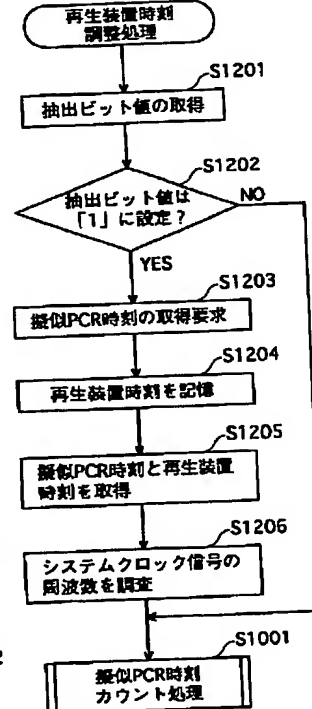 再生装置時刻
調整処理
S1201
抽出ビット値の取得
S1202
抽出ビット値は
「1」に設定?
NO
YES
S1203
擬似PCR時刻の取得要求
S1204
再生装置時刻を記憶
S1205
擬似PCR時刻と再生装置
時刻を取得
S1206
システムクロック信号の
周波数を調査
S1001
擬似PCR時刻
カウント処理